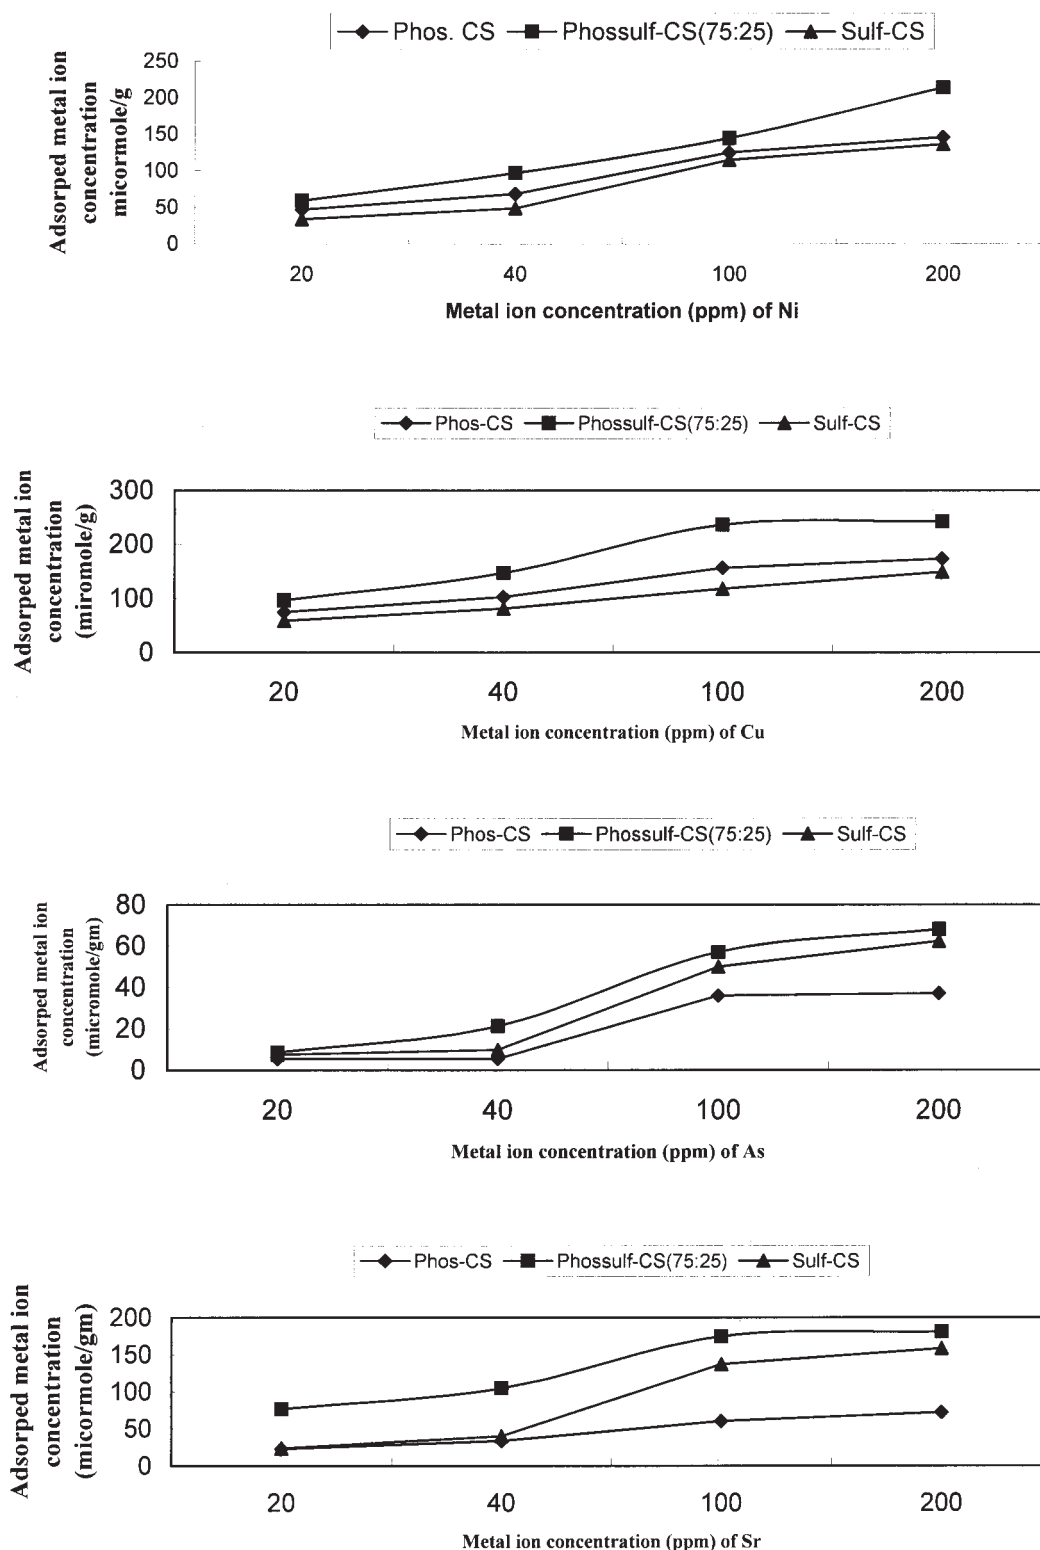 Phos. CS Phossulf-CS(75:25) Sulf-CS
Adsorped metal ion
concentration
micormole/g
250
200
150
100
50
0
20 40 100 200
Metal ion concentration (ppm) of Ni
Phos-CS Phossulf-CS(75:25) Sulf-CS
Adsorped metal ion
concentration
(miromole/g)
300
200
100
0
20 40 100 200
Metal ion concentration (ppm) of Cu
Phos-CS Phossulf-CS(75:25) Sulf-CS
Adsorped metal ion
concentration
(micromole/gm)
80
60
40
20
0
20 40 100 200
Metal ion concentration (ppm) of As
Phos-CS Phossulf-CS(75:25) Sulf-CS
Adsorped metal ion
concentration
(micormole/gm)
200
150
100
50
0
20 40 100 200
Metal ion concentration (ppm) of Sr